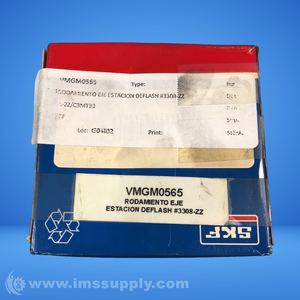 VMGM0565
Type:
RODAMIENTO EJE ESTACION DEFLASH #3308-ZZ
Loc:
Print:
VMGM0565
RODAMIENTO EJE
ESTACION DEFLASH #3308-ZZ
SKF
www.imssupply.com